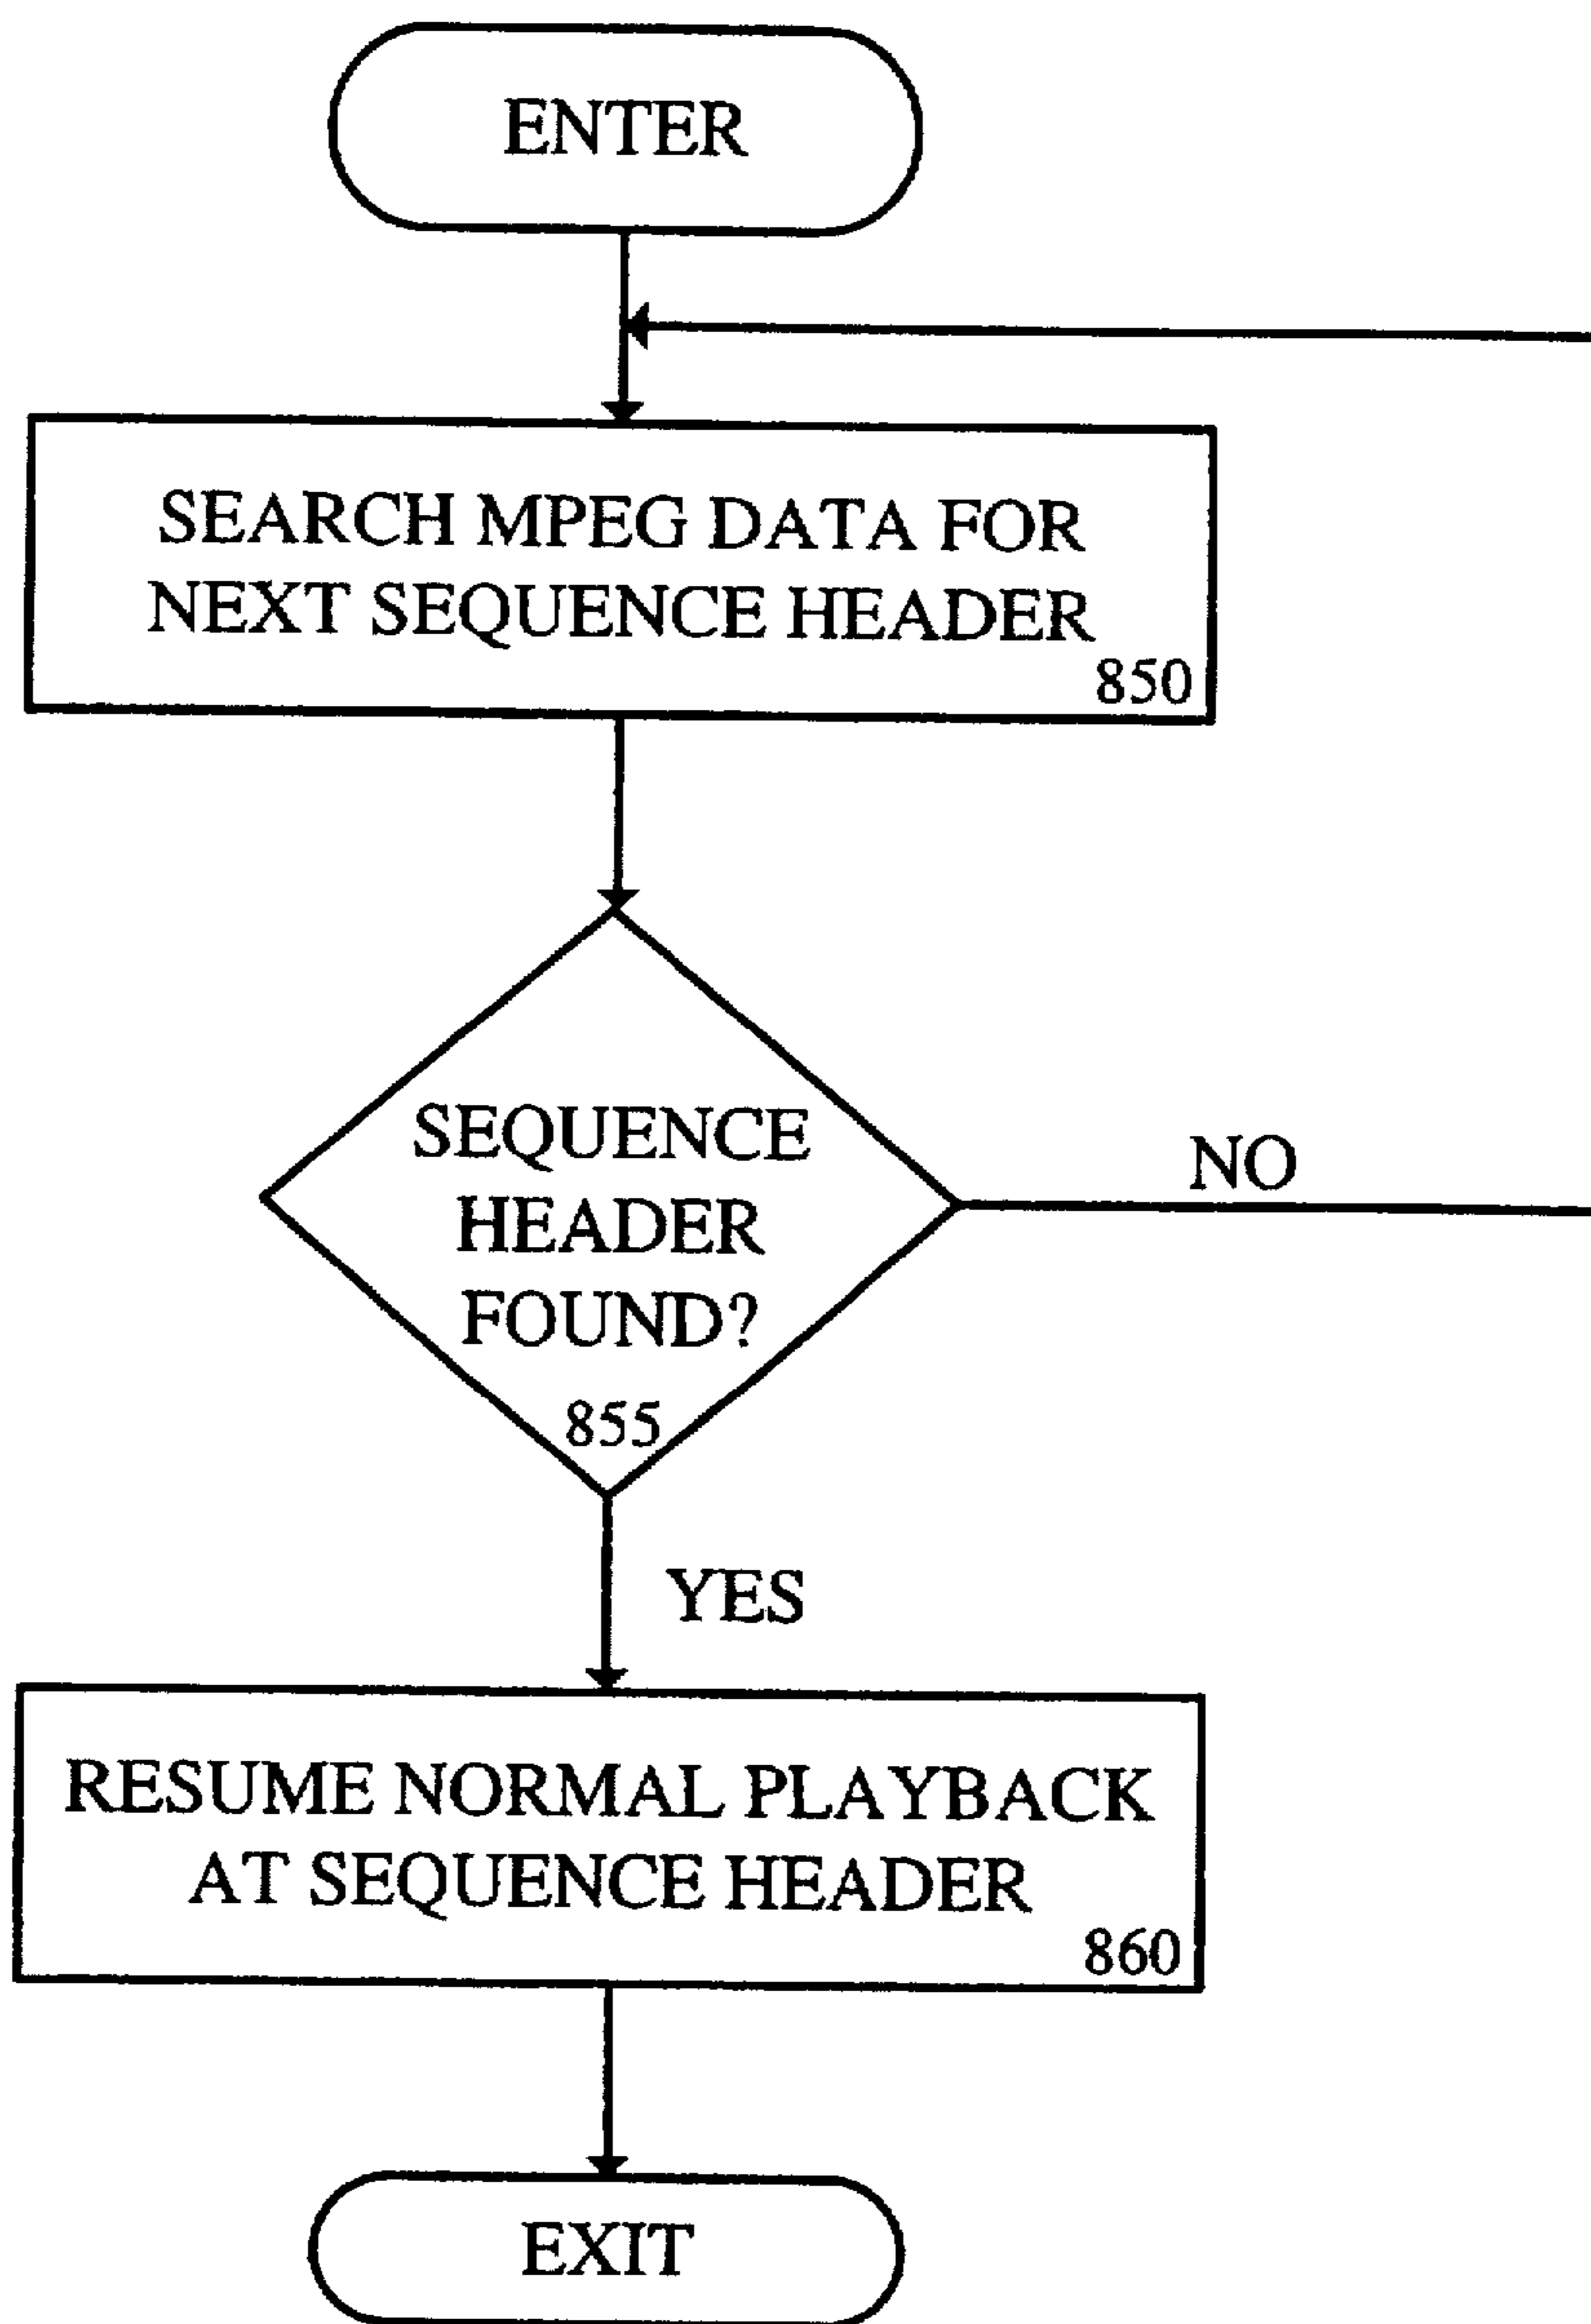 ENTER
SEARCH MPEG DATA FOR
NEXT SEQUENCE HEADER
850
SEQUENCE
HEADER
FOUND?
855
NO
YES
RESUME NORMAL PLAYBACK
AT SEQUENCE HEADER
860
EXIT